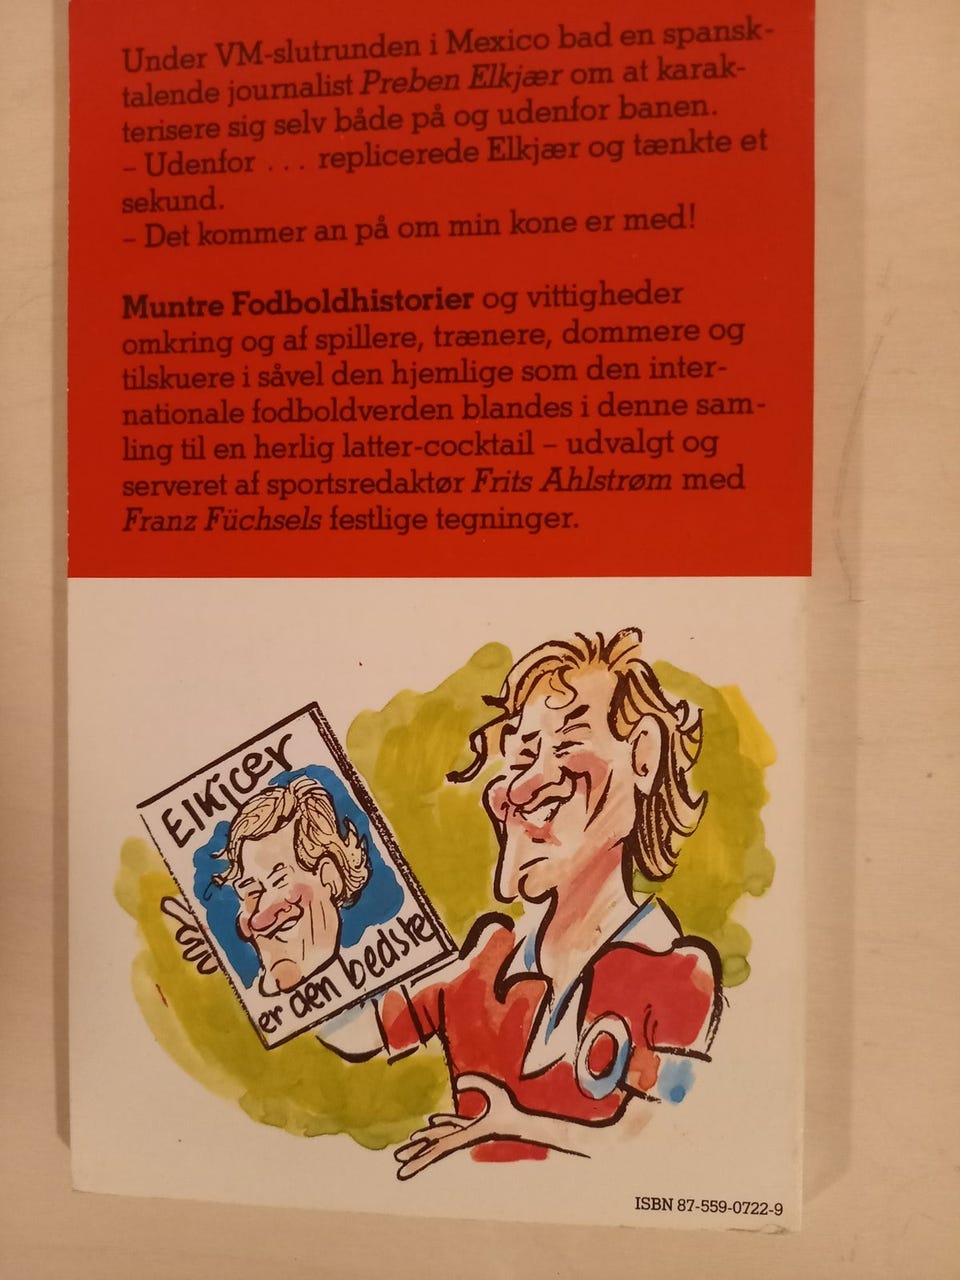 Under VM-slutrunden i Mexico bad en spansk-
talende journalist Preben Elkjær om at karak-
terisere sig selv både på og udenfor banen.
– Udenfor . . . replicerede Elkjær og tænkte et
sekund.
– Det kommer an på om min kone er med!
Muntre Fodboldhistorier og vittigheder
omkring og af spillere, trænere, dommere og
tilskuere i såvel den hjemlige som den inter-
nationale fodboldverden blandes i denne sam-
ling til en herlig latter-cocktail – udvalgt og
serveret af sportsredaktør Frits Ahlstrøm med
Franz Füchsels festlige tegninger.
Elkjær
er den bedste
ISBN 87-559-0722-9